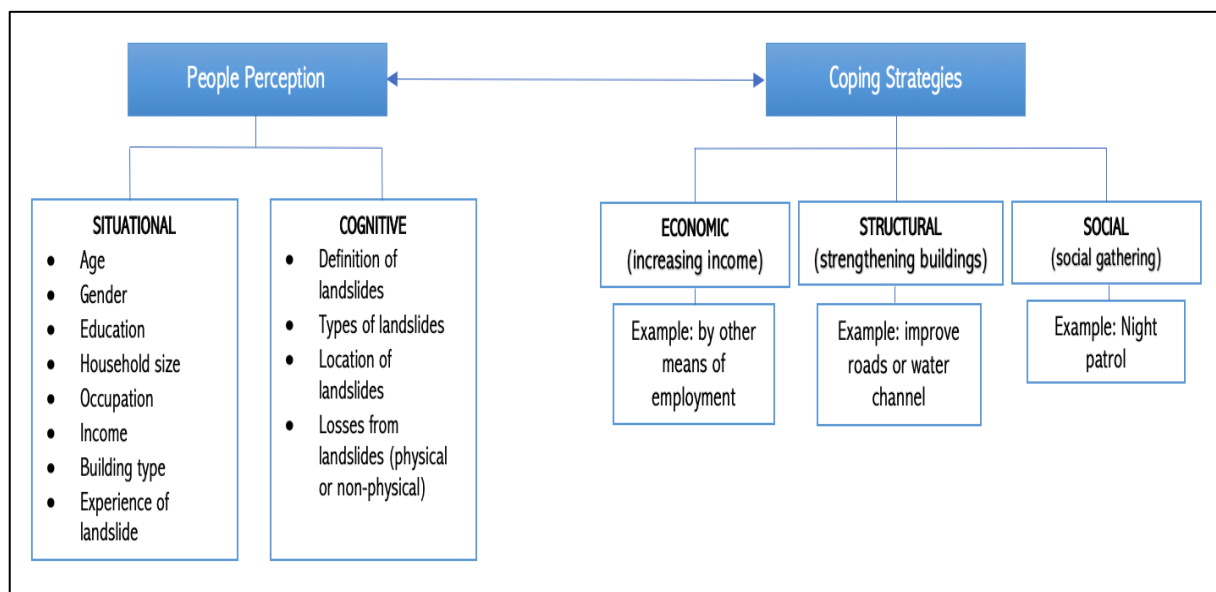 People Perception
Coping Strategies
SITUATIONAL
• Age
• Gender
• Education
• Household size
• Occupation
• Income
• Building type
• Experience of
landslide
COGNITIVE
• Definition of
landslides
• Types of landslides
• Location of
landslides
• Losses from
landslides (physical
or non-physical)
ECONOMIC
(increasing income)
Example: by other
means of
employment
STRUCTURAL
(strengthening buildings)
Example: improve
roads or water
channel
SOCIAL
(social gathering)
Example: Night
patrol